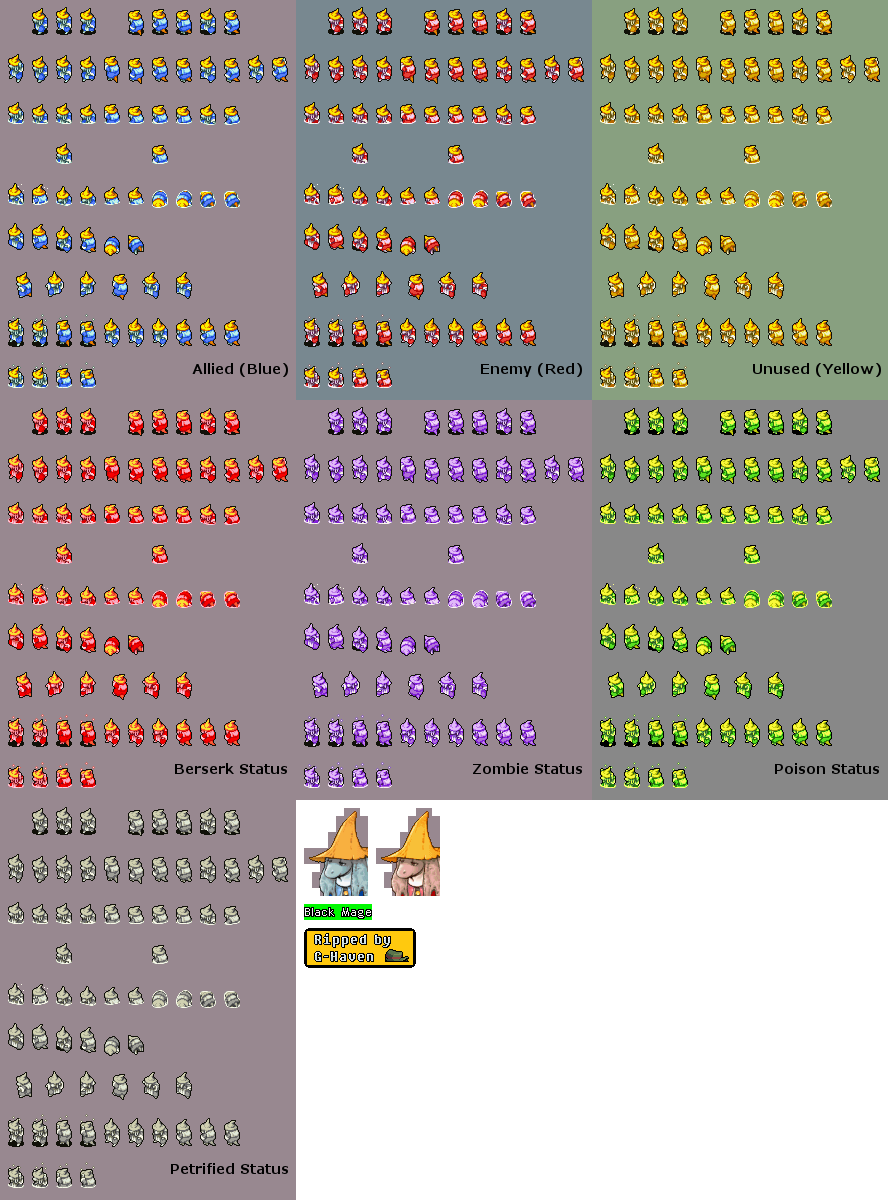 Allied (Blue)
Enemy (Red)
Unused (Yellow)
Berserk Status
Zombie Status
Poison Status
Petrified Status
Black Mage
Ripped by
G-Haven